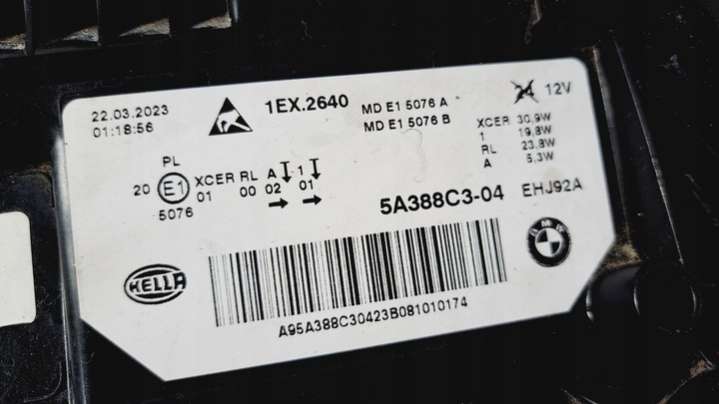 22.03.2023
01:18:56
1EX.2640
MD E1 5076 A
MD E1 5076 B
24 12V
XCER 30,9W
1 19,8W
RL 23,8W
A 5,3W
PL
20 E1 XCER RL A 1
01 00 02 01
5076
5A388C3-04 EHJ92A
HELLA
BMW
A95A388C30423B081010174